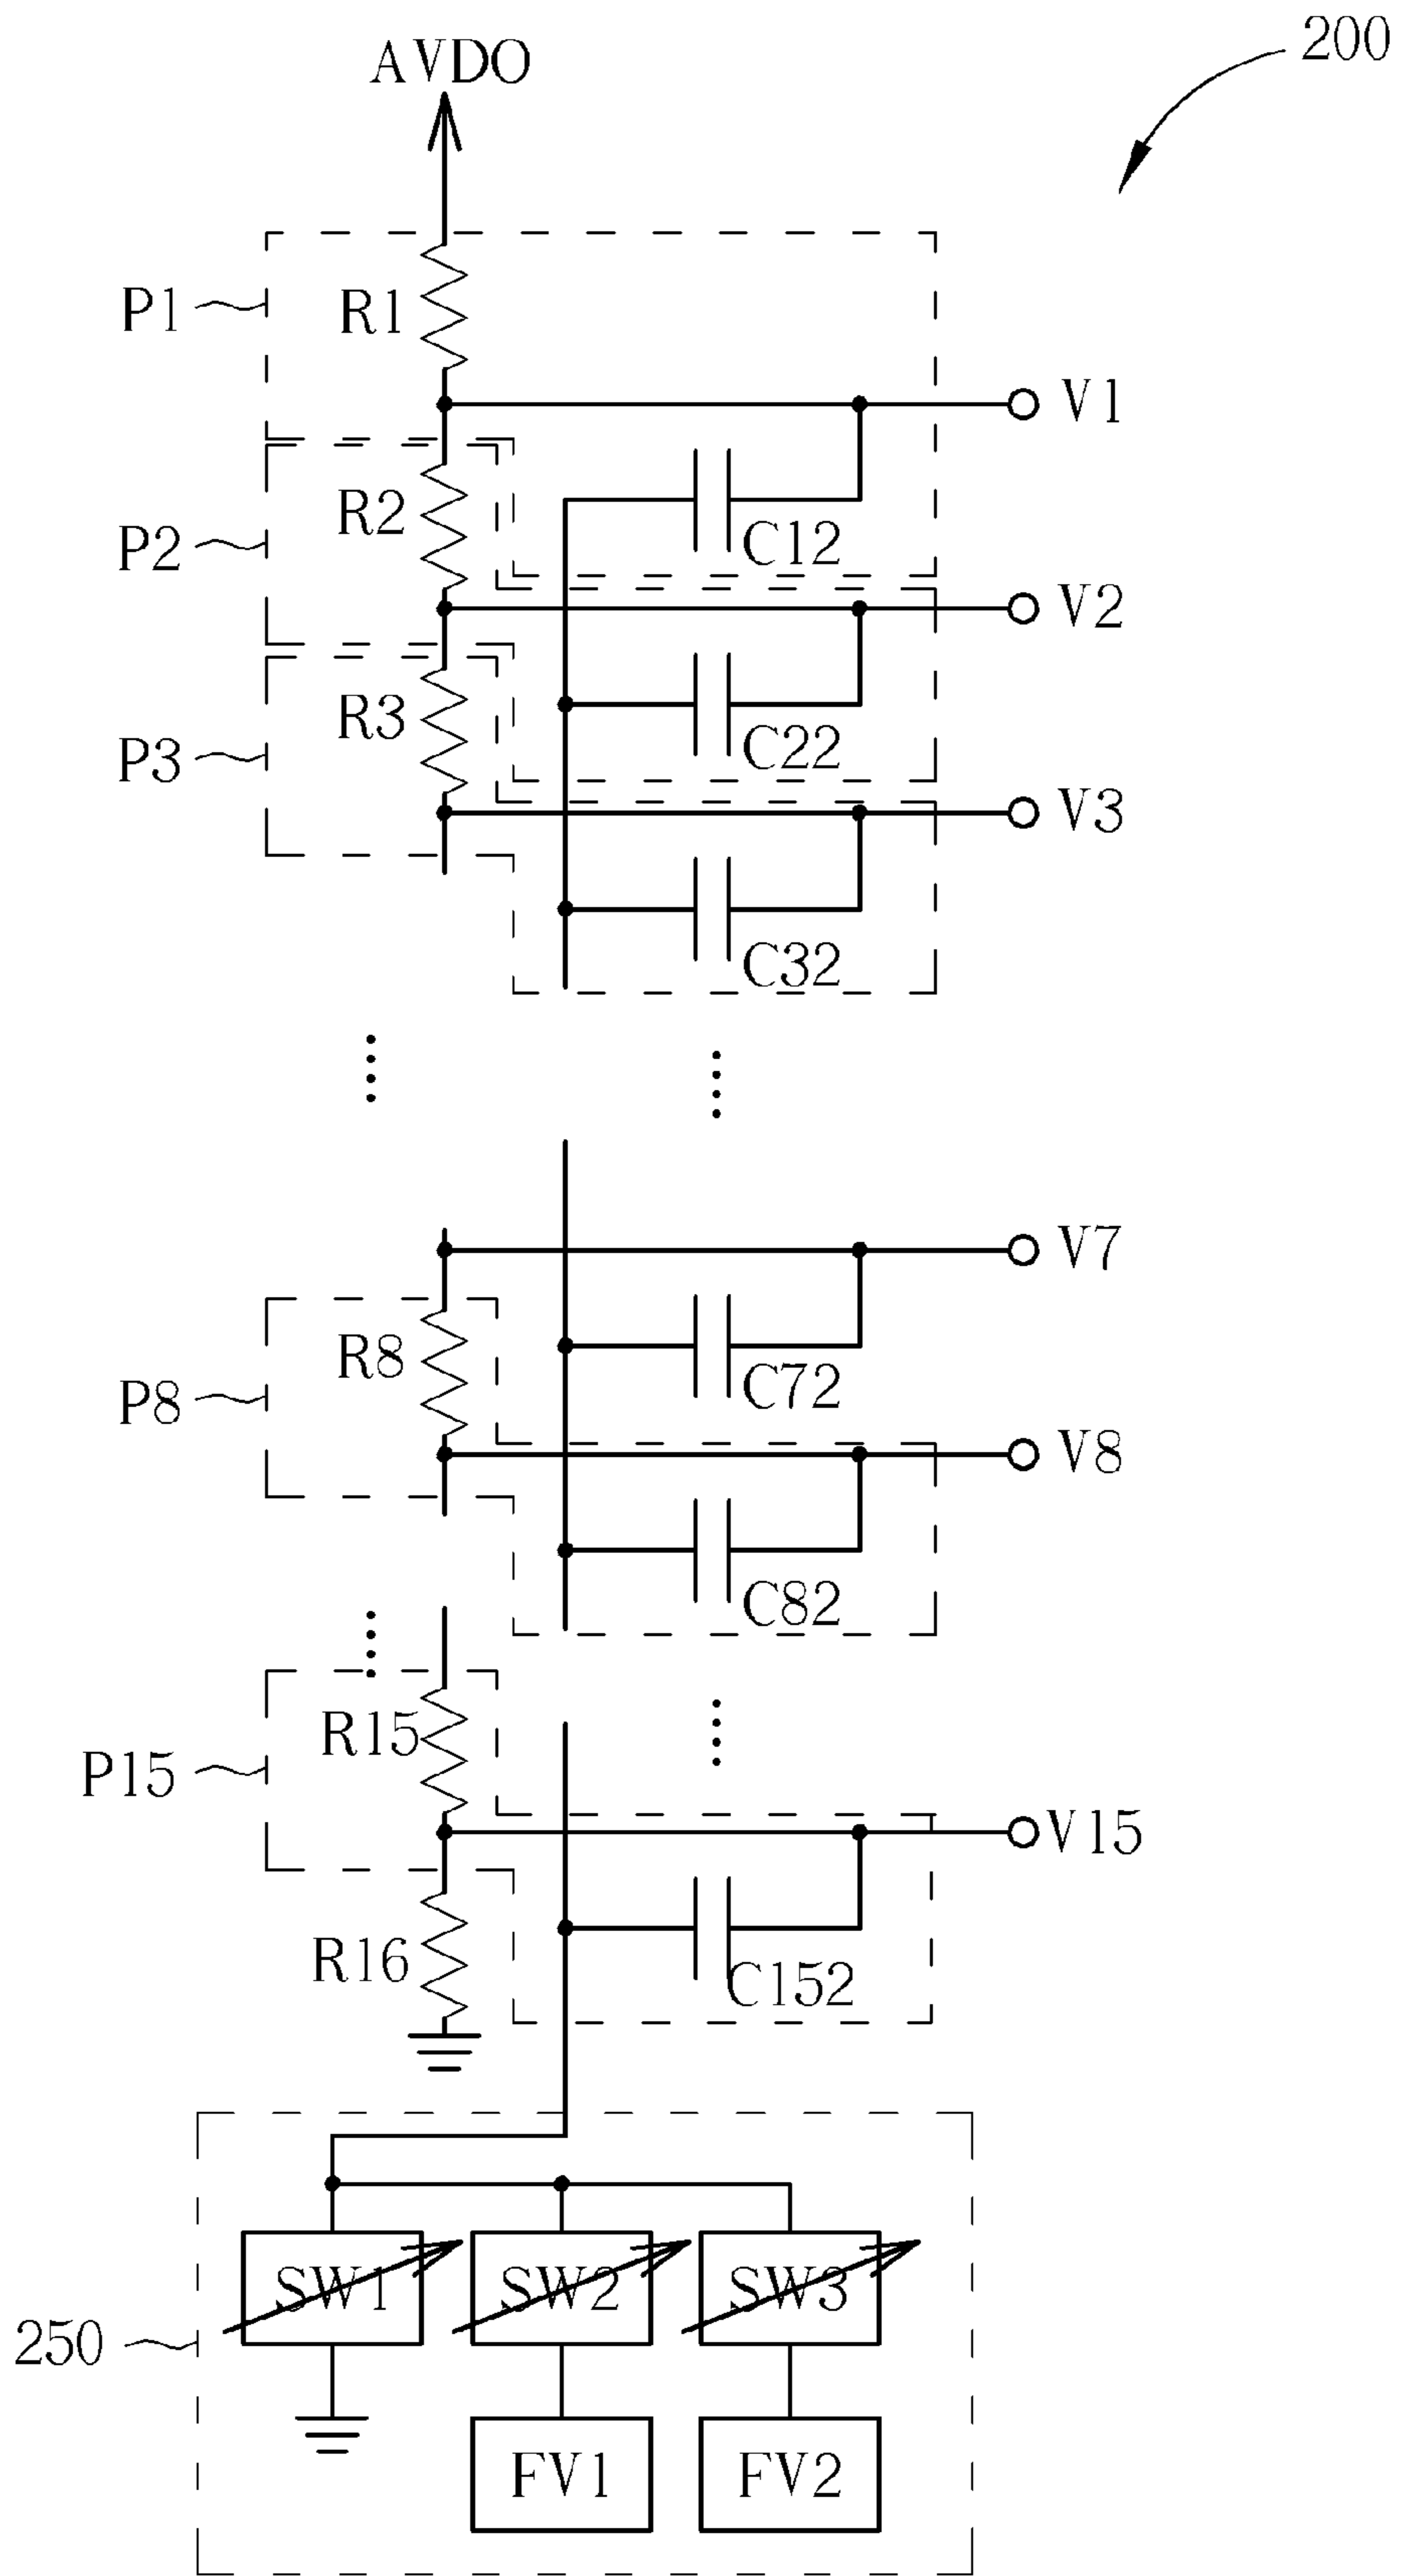 200
AVDO
P1
R1
V1
R2
C12
P2
V2
R3
C22
P3
V3
C32
V7
R8
C72
P8
V8
C82
R15
P15
V15
R16
C152
SW1
SW2
SW3
250
FV1
FV2